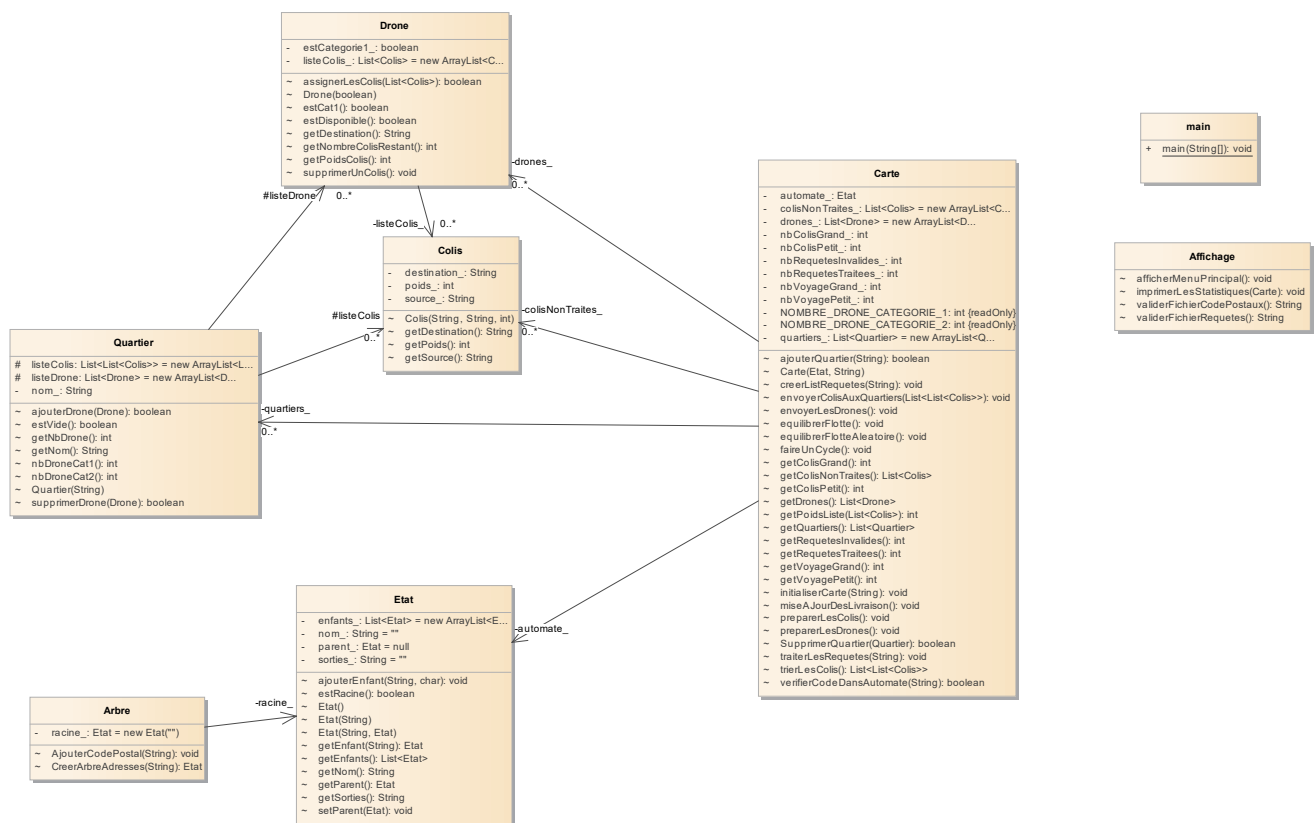 Drone
- estCategorie1_: boolean
- listeColis_: List<Colis> = new ArrayList<C...
~ assignerLesColis(List<Colis>): boolean
~ Drone(boolean)
~ estCat1(): boolean
~ estDisponible(): boolean
~ getDestination(): String
~ getNombreColisRestant(): int
~ getPoidsColis(): int
~ supprimerUnColis(): void
#listeDrone
0..*
-listeColis_
0..*
-drones_
0..*
Colis
- destination_: String
- poids_: int
- source_: String
~ Colis(String, String, int)
~ getDestination(): String
~ getPoids(): int
~ getSource(): String
#listeColis
0..*
-colisNonTraites_
0..*
Quartier
# listeColis: List<List<Colis>> = new ArrayList<L...
# listeDrone: List<Drone> = new ArrayList<D...
- nom_: String
~ ajouterDrone(Drone): boolean
~ estVide(): boolean
~ getNbDrone(): int
~ getNom(): String
~ nbDroneCat1(): int
~ nbDroneCat2(): int
~ Quartier(String)
~ supprimerDrone(Drone): boolean
-quartiers_
0..*
Carte
- automate_: Etat
- colisNonTraites_: List<Colis> = new ArrayList<C...
- drones_: List<Drone> = new ArrayList<D...
- nbColisGrand_: int
- nbColisPetit_: int
- nbRequetesInvalides_: int
- nbRequetesTraitees_: int
- nbVoyageGrand_: int
- nbVoyagePetit_: int
- NOMBRE_DRONE_CATEGORIE_1: int {readOnly}
- NOMBRE_DRONE_CATEGORIE_2: int {readOnly}
- quartiers_: List<Quartier> = new ArrayList<Q...
~ ajouterQuartier(String): boolean
~ Carte(Etat, String)
~ creerListRequetes(String): void
~ envoyerColisAuxQuartiers(List<List<Colis>>): void
~ envoyerLesDrones(): void
~ equilibrerFlotte(): void
~ equilibrerFlotteAleatoire(): void
~ faireUnCycle(): void
~ getColisGrand(): int
~ getColisNonTraites(): List<Colis>
~ getColisPetit(): int
~ getDrones(): List<Drone>
~ getPoidsListe(List<Colis>): int
~ getQuartiers(): List<Quartier>
~ getRequetesInvalides(): int
~ getRequetesTraitees(): int
~ getVoyageGrand(): int
~ getVoyagePetit(): int
~ initialiserCarte(String): void
~ miseAJourDesLivraison(): void
~ preparerLesColis(): void
~ preparerLesDrones(): void
~ SupprimerQuartier(Quartier): boolean
~ traiterLesRequetes(String): void
~ trierLesColis(): List<List<Colis>>
~ verifierCodeDansAutomate(String): boolean
main
+ main(String[]): void
Affichage
~ afficherMenuPrincipal(): void
~ imprimerLesStatistiques(Carte): void
~ validerFichierCodePostaux(): String
~ validerFichierRequetes(): String
Etat
- enfants_: List<Etat> = new ArrayList<E...
- nom_: String = ""
- parent_: Etat = null
- sorties_: String = ""
~ ajouterEnfant(String, char): void
~ estRacine(): boolean
~ Etat()
~ Etat(String)
~ Etat(String, Etat)
~ getEnfant(String): Etat
~ getEnfants(): List<Etat>
~ getNom(): String
~ getParent(): Etat
~ getSorties(): String
~ setParent(Etat): void
-automate_
-racine_
Arbre
- racine_: Etat = new Etat("")
~ AjouterCodePostal(String): void
~ CreerArbreAdresses(String): Etat